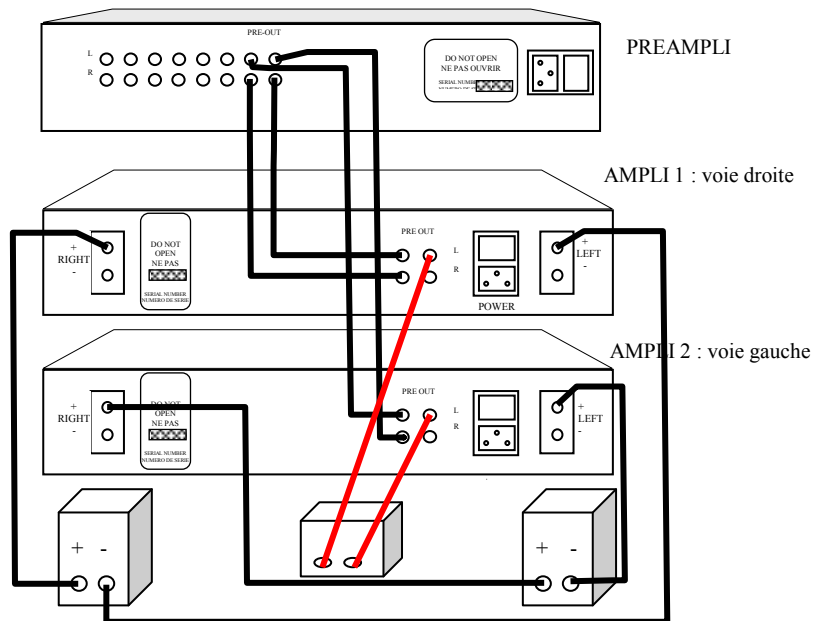 PRE-OUT
L
R
DO NOT OPEN
NE PAS OUVRIR
SERIAL NUMBER
PREAMPLI
AMPLI 1 : voie droite
+
RIGHT
-
DO NOT
OPEN
NE PAS
SERIAL NUMBER
NUMERO DE SERIE
PRE OUT
L
R
POWER
+
LEFT
-
AMPLI 2 : voie gauche
+
RIGHT
-
DO NOT
OPEN
NE PAS
SERIAL NUMBER
NUMERO DE SERIE
PRE OUT
L
R
+
LEFT
-
+ -
+ -